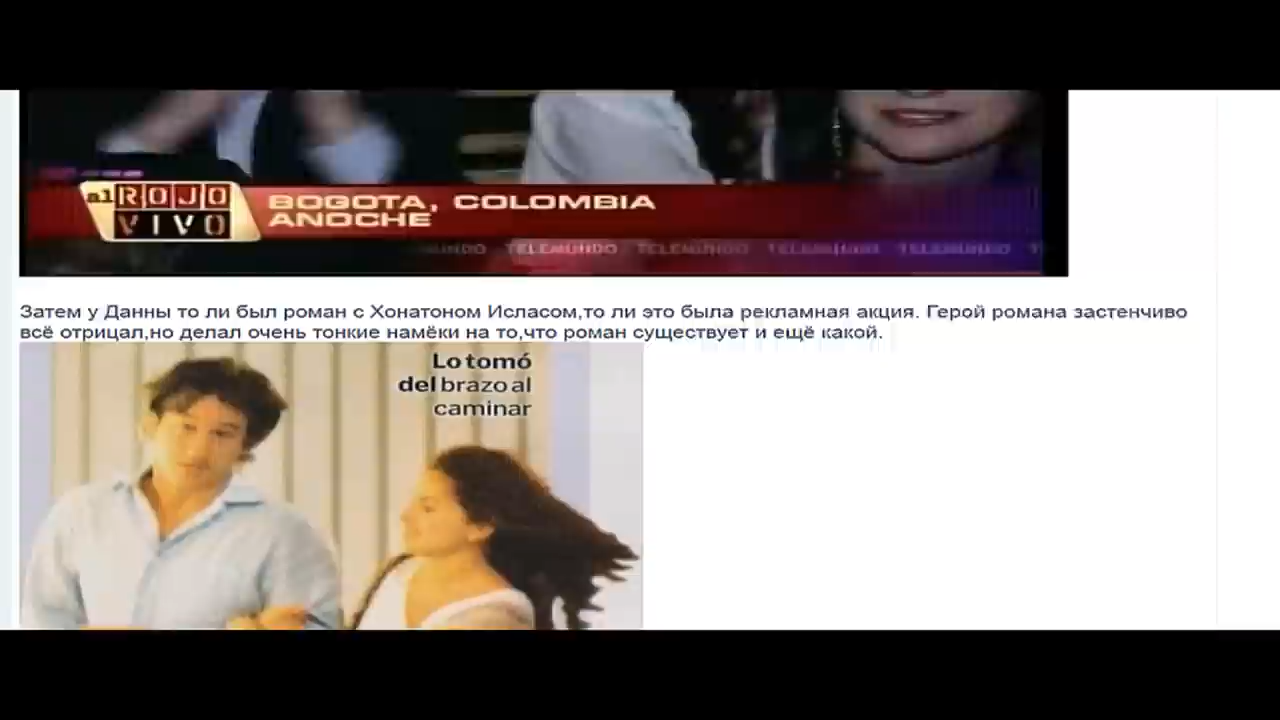 al ROJO
VIVO
BOGOTA, COLOMBIA
ANOCHE
TELEMUNDO TELEMUNDO TELEMUNDO TELEMUNDO
Затем у Данны то ли был роман с Хонатоном Исласом,то ли это была рекламная акция. Герой романа застенчиво
всё отрицал,но делал очень тонкие намёки на то,что роман существует и ещё какой.
Lo tomó
del brazo al
caminar